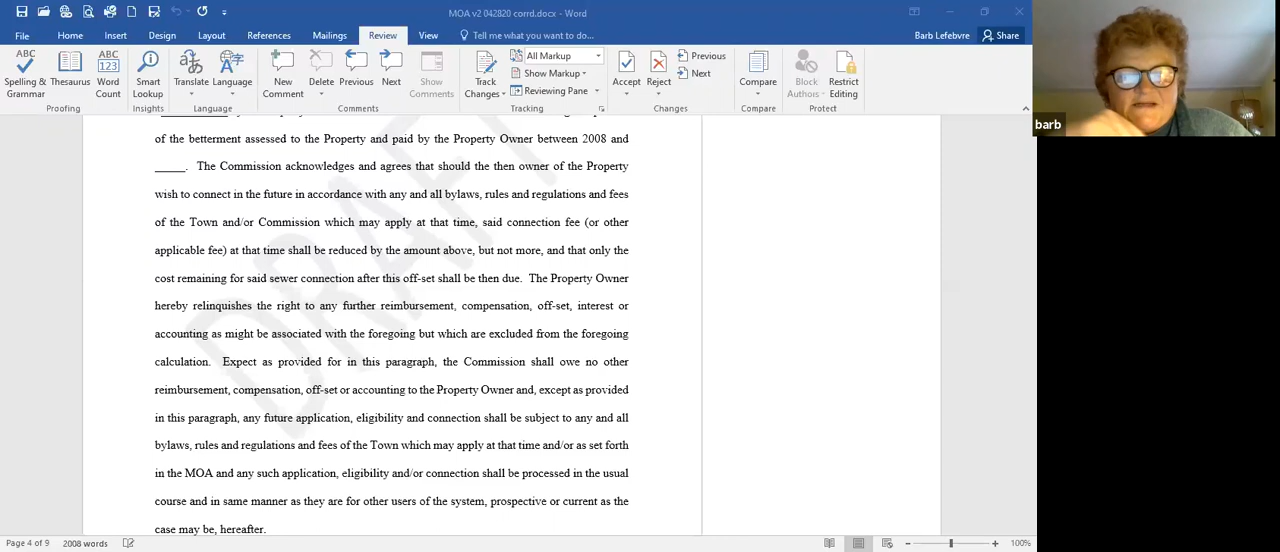 MOA v2 042820 corrd.docx - Word
File Home Insert Design Layout References Mailings Review View Tell me what you want to do... Barb Lefebvre Share
Spelling & Grammar
Thesaurus
Word Count
Smart Lookup
Translate
Language
New Comment
Delete
Previous
Next
Show Comments
Track Changes
All Markup
Show Markup
Reviewing Pane
Accept
Reject
Previous
Next
Compare
Block Authors
Restrict Editing
Proofing Insights Language Comments Tracking Changes Compare Protect
of the betterment assessed to the Property and paid by the Property Owner between 2008 and
_____. The Commission acknowledges and agrees that should the then owner of the Property
wish to connect in the future in accordance with any and all bylaws, rules and regulations and fees
of the Town and/or Commission which may apply at that time, said connection fee (or other
applicable fee) at that time shall be reduced by the amount above, but not more, and that only the
cost remaining for said sewer connection after this off-set shall be then due. The Property Owner
hereby relinquishes the right to any further reimbursement, compensation, off-set, interest or
accounting as might be associated with the foregoing but which are excluded from the foregoing
calculation. Expect as provided for in this paragraph, the Commission shall owe no other
reimbursement, compensation, off-set or accounting to the Property Owner and, except as provided
in this paragraph, any future application, eligibility and connection shall be subject to any and all
bylaws, rules and regulations and fees of the Town which may apply at that time and/or as set forth
in the MOA and any such application, eligibility and/or connection shall be processed in the usual
course and in same manner as they are for other users of the system, prospective or current as the
case may be, hereafter.
DRAFT
Page 4 of 9 2008 words 100%
barb